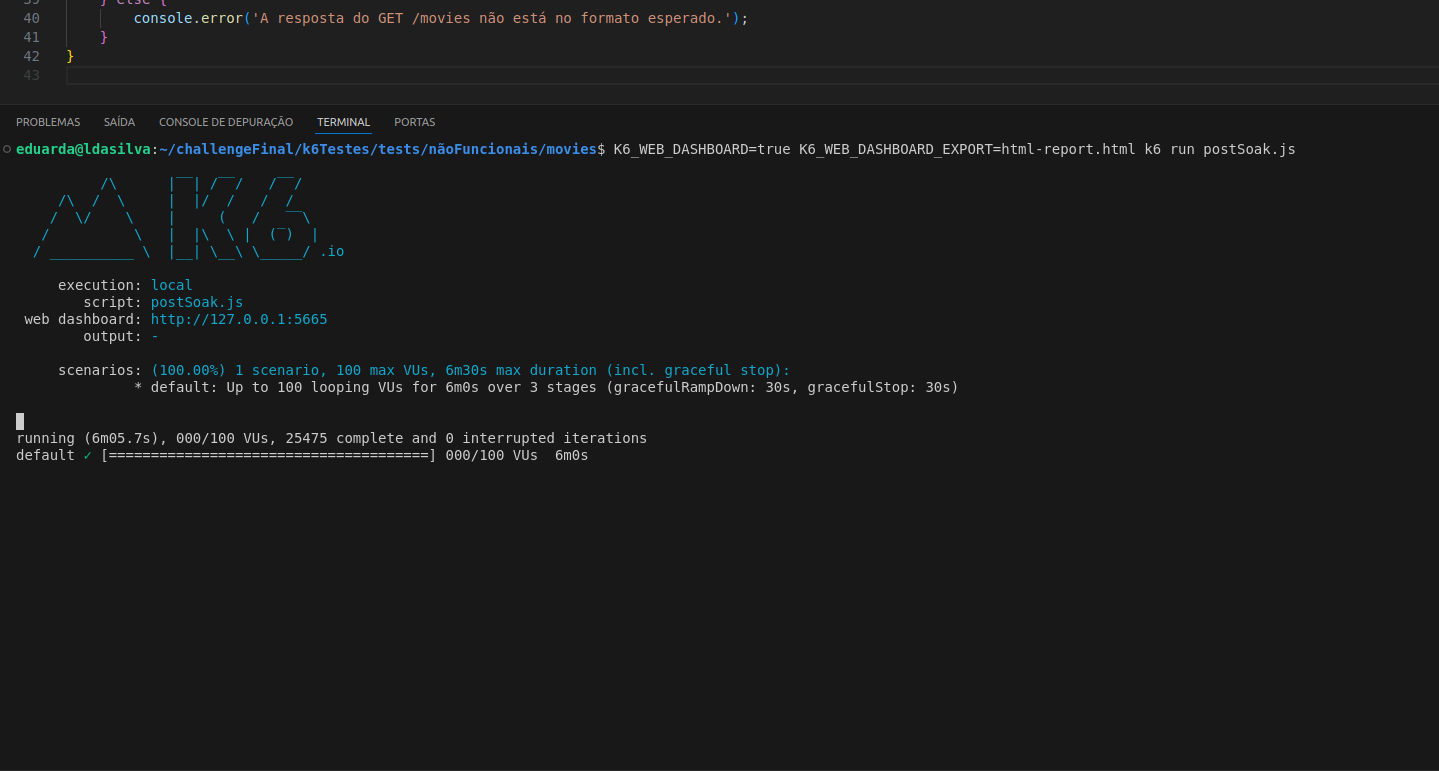 39 } else {
40 console.error('A resposta do GET /movies não está no formato esperado.');
41 }
42 }
43
PROBLEMAS SAÍDA CONSOLE DE DEPURAÇÃO TERMINAL PORTAS
eduarda@ldasilva:~/challengeFinal/k6Testes/tests/nãoFuncionais/movies$ K6_WEB_DASHBOARD=true K6_WEB_DASHBOARD_EXPORT=html-report.html k6 run postSoak.js
          /\      |‾‾| /‾‾/   /‾‾/
     /\  /  \     |  |/  /   /  /
    /  \/    \    |     (   /   ‾‾\
   /          \   |  |\  \ |  (‾)  |
  / __________ \  |__| \__\ \_____/ .io
execution: local
script: postSoak.js
web dashboard: http://127.0.0.1:5665
output: -
scenarios: (100.00%) 1 scenario, 100 max VUs, 6m30s max duration (incl. graceful stop):
* default: Up to 100 looping VUs for 6m0s over 3 stages (gracefulRampDown: 30s, gracefulStop: 30s)
running (6m05.7s), 000/100 VUs, 25475 complete and 0 interrupted iterations
default ✓ [======================================] 000/100 VUs  6m0s